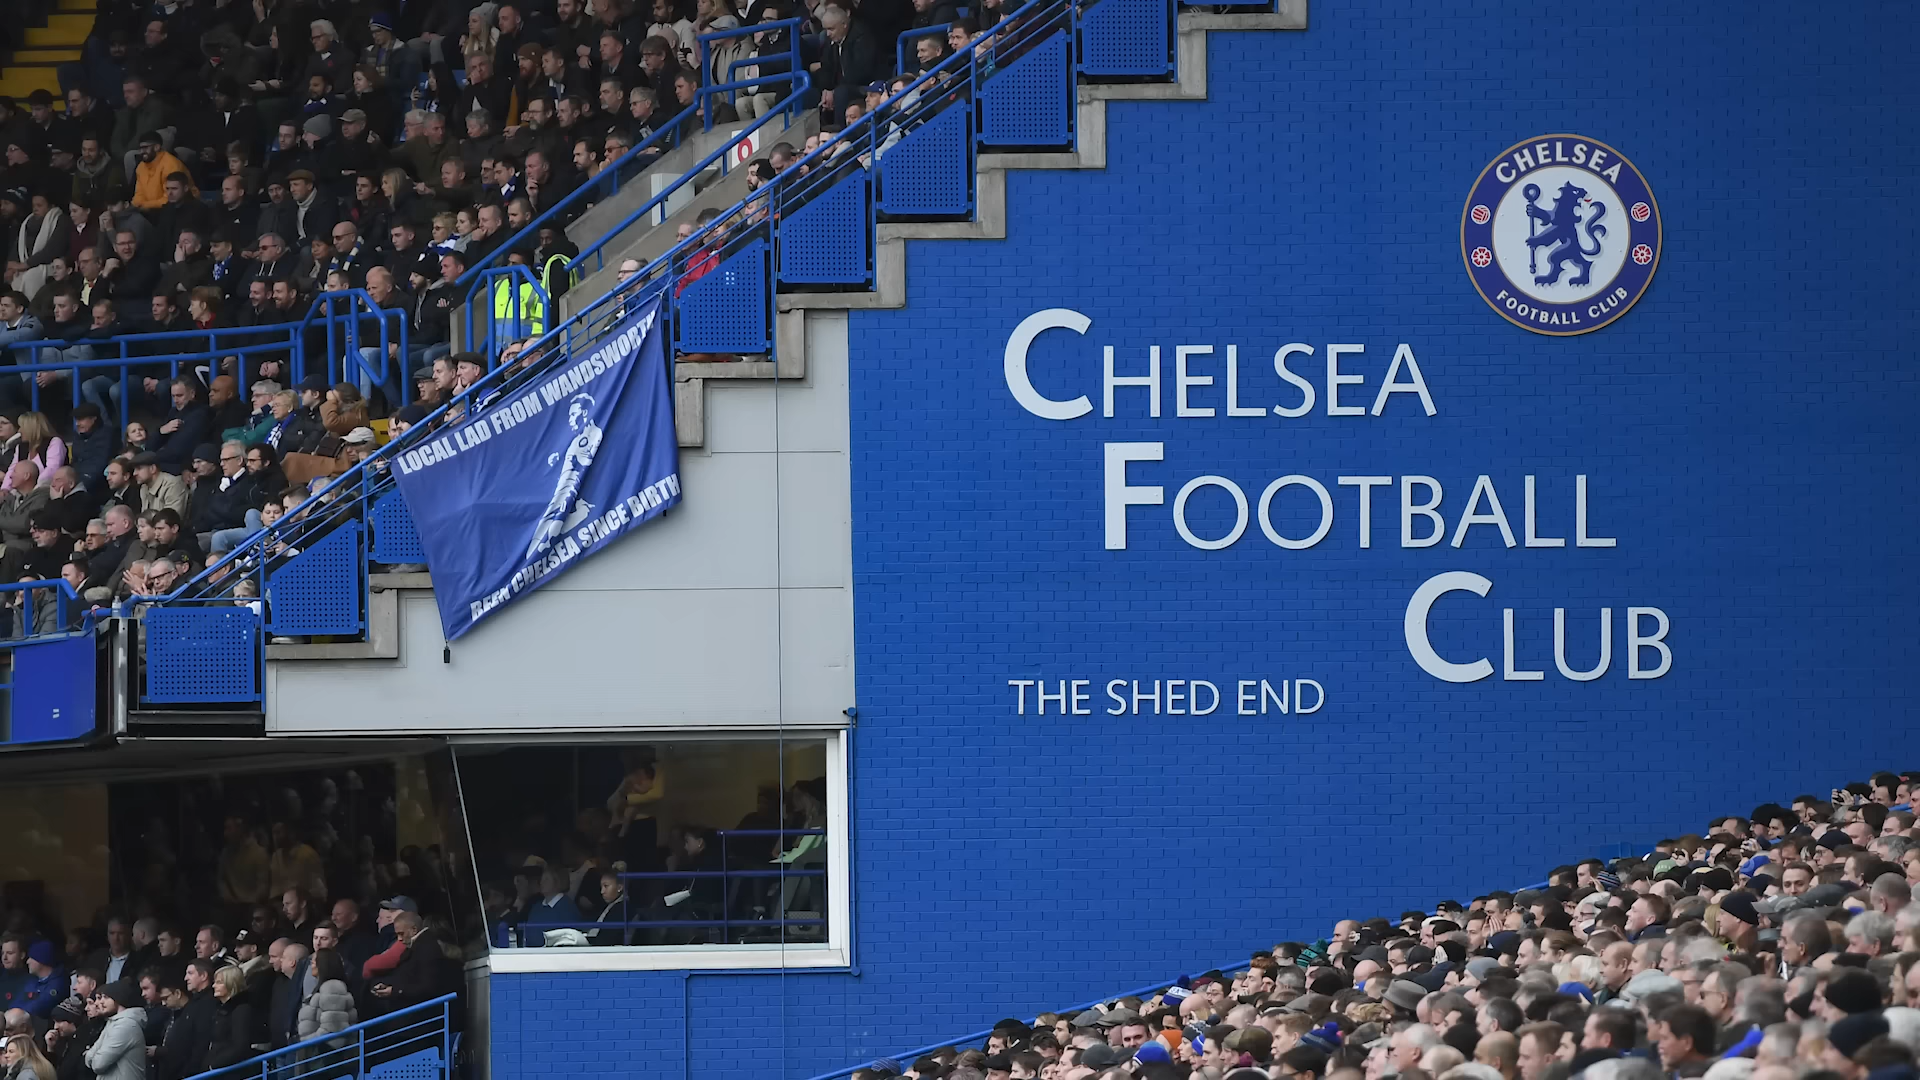 LOCAL LAD FROM WANDSWORTH
BEEN CHELSEA SINCE BIRTH
CHELSEA
FOOTBALL CLUB
CHELSEA
FOOTBALL
CLUB
THE SHED END